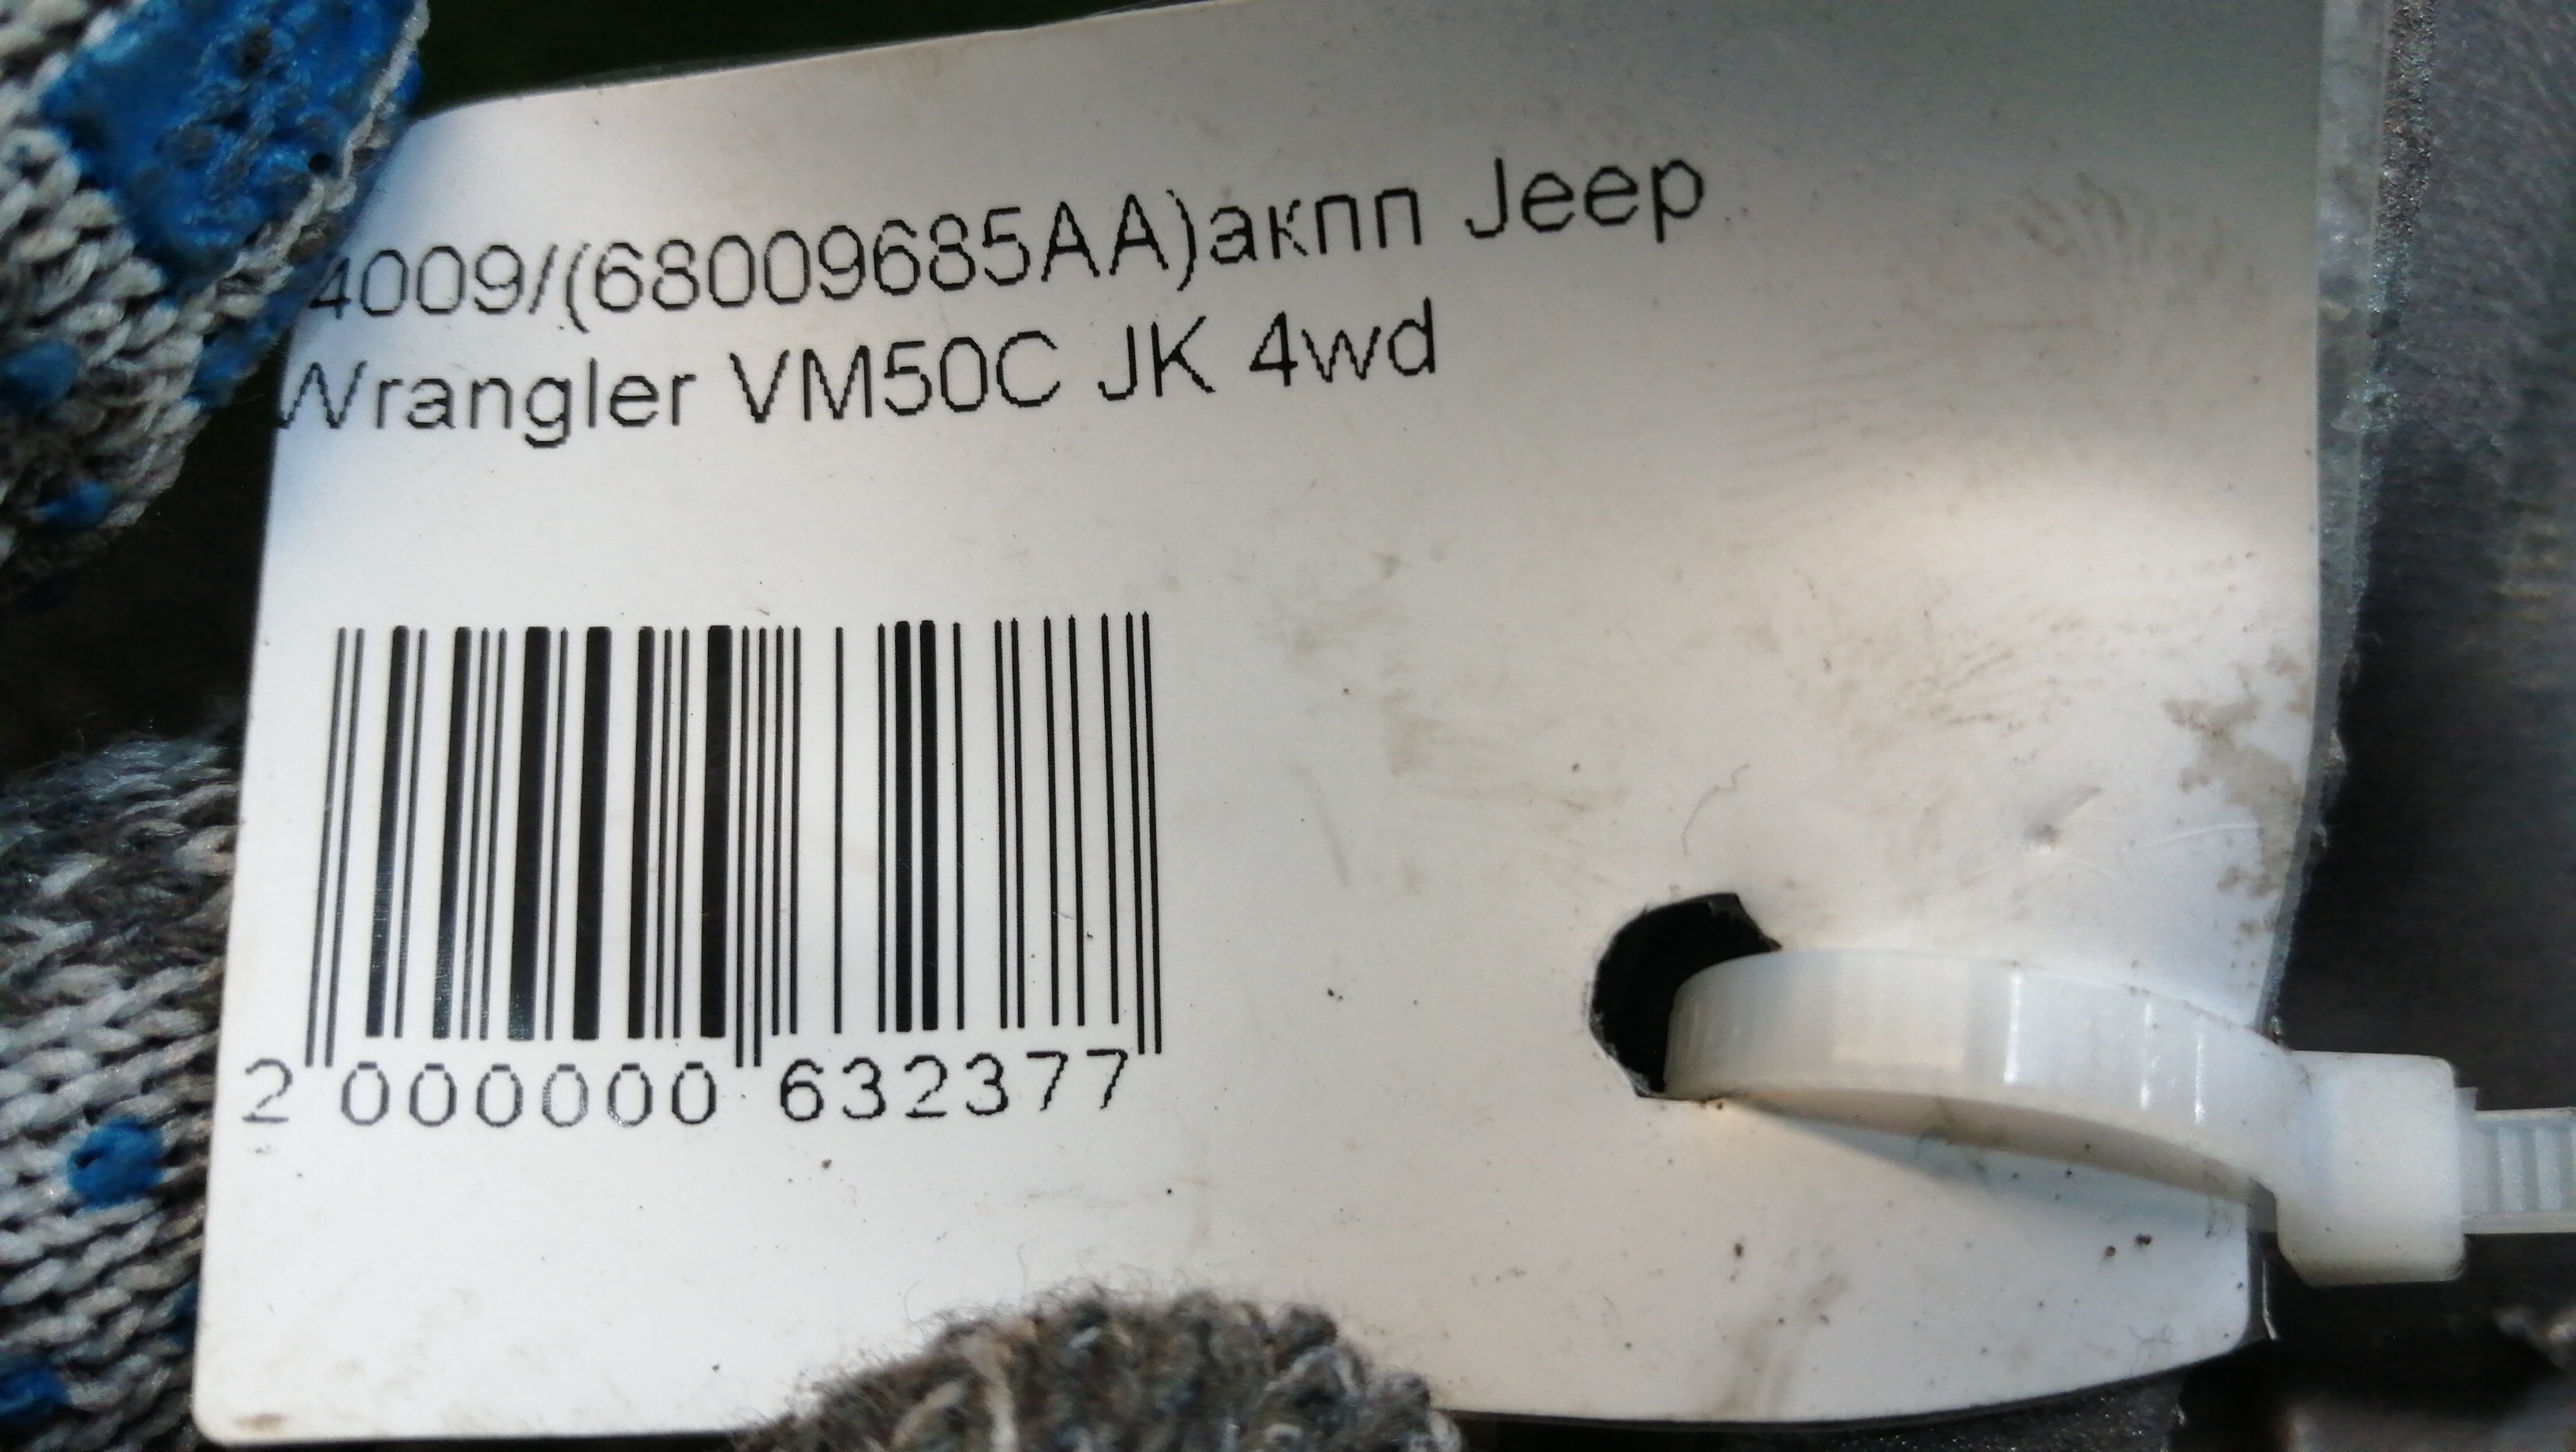 4009/(68009685AA)акпп Jeep
Wrangler VM50C JK 4wd
2 000000 632377